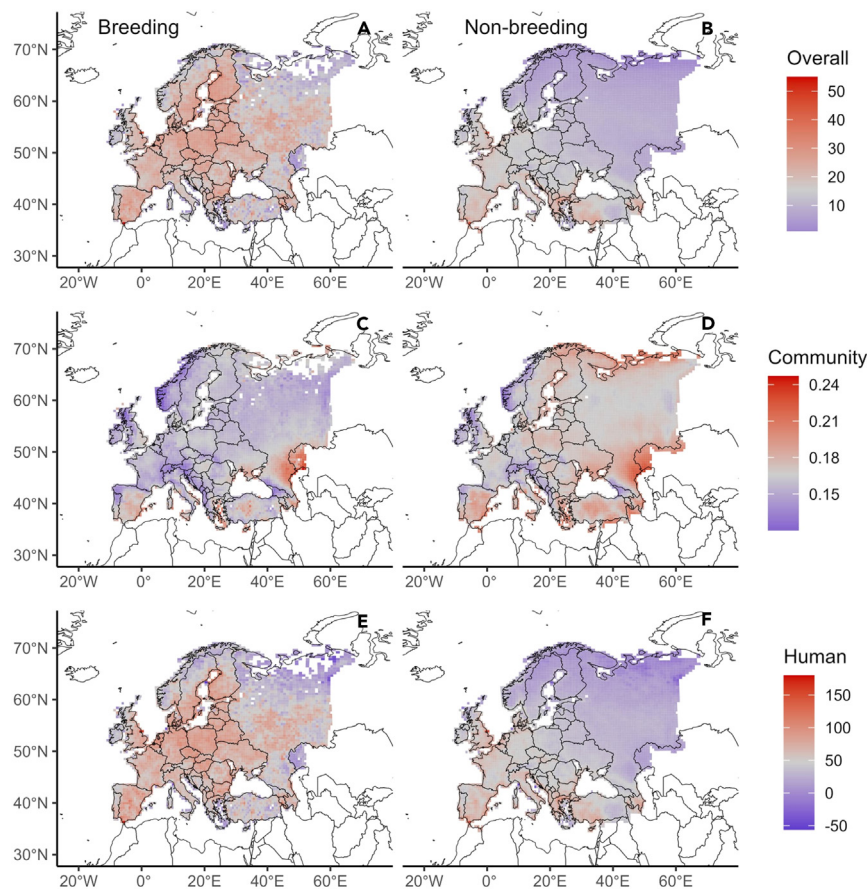 Breeding
A
Non-breeding
B
70°N
60°N
50°N
40°N
30°N
20°W 0° 20°E 40°E 60°E
20°W 0° 20°E 40°E 60°E
Overall
50
40
30
20
10
C
D
70°N
60°N
50°N
40°N
30°N
20°W 0° 20°E 40°E 60°E
20°W 0° 20°E 40°E 60°E
Community
0.24
0.21
0.18
0.15
E
F
70°N
60°N
50°N
40°N
30°N
20°W 0° 20°E 40°E 60°E
20°W 0° 20°E 40°E 60°E
Human
150
100
50
0
-50